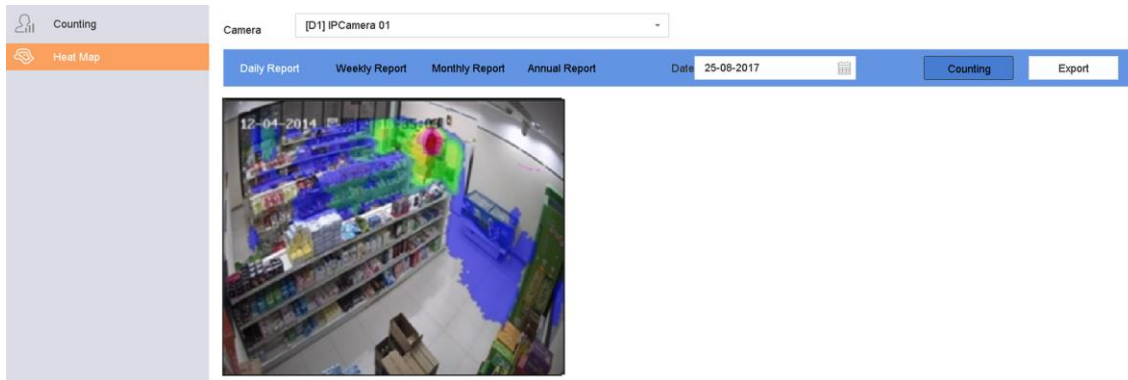 Counting
Heat Map
Camera [D1] IPCamera 01
Daily Report Weekly Report Monthly Report Annual Report Date 25-08-2017 Counting Export
12-04-2014